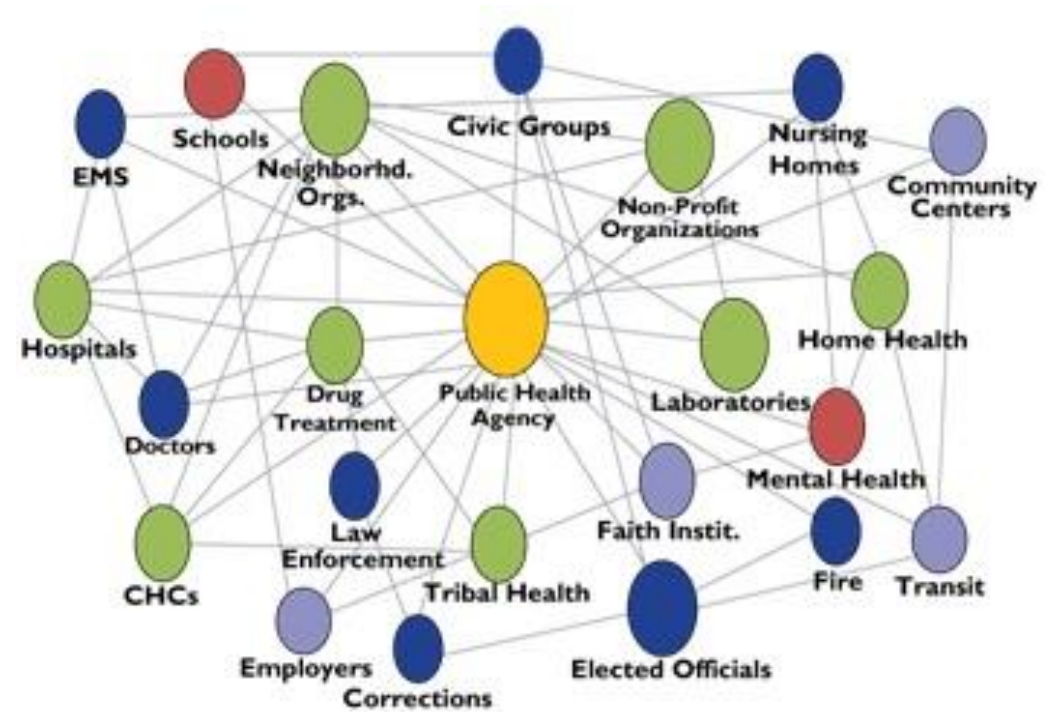 Schools
EMS
Neighborhd.
Orgs.
Civic Groups
Nursing
Homes
Community
Centers
Non-Profit
Organizations
Hospitals
Home Health
Drug
Treatment
Public Health
Agency
Laboratories
Doctors
Mental Health
Law
Enforcement
Faith Instit.
CHCs
Tribal Health
Fire
Transit
Employers
Elected Officials
Corrections